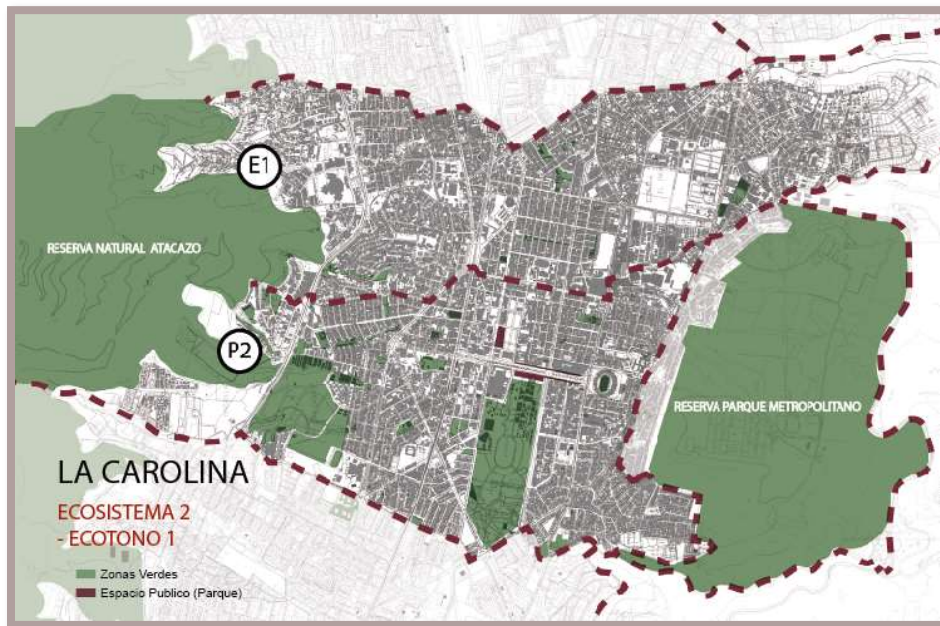 E1
RESERVA NATURAL ATACAZO
P2
RESERVA PARQUE METROPOLITANO
LA CAROLINA
ECOSISTEMA 2
- ECOTONO 1
Zonas Verdes
Espacio Publico (Parque)